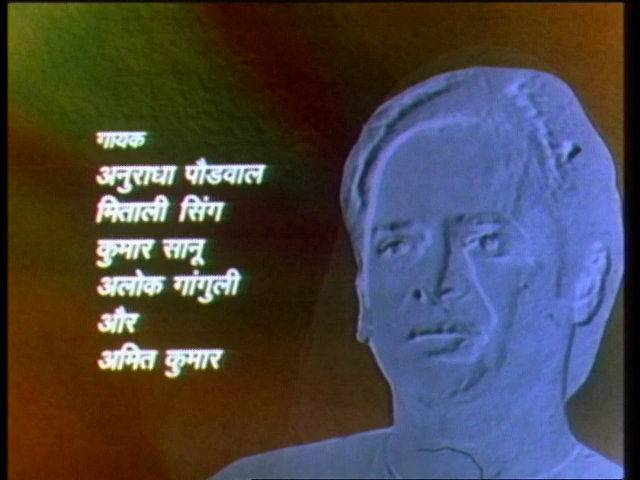 गायक
अनुराधा पौडवाल
मिताली सिंग
कुमार सानू
अलोक गांगुली
और
अमित कुमार